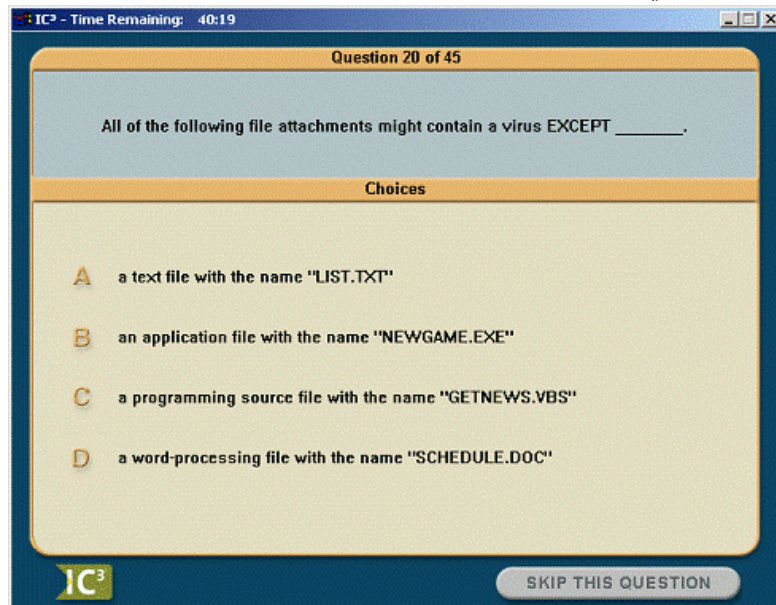 IC³ - Time Remaining: 40:19
Question 20 of 45
All of the following file attachments might contain a virus EXCEPT _______.
Choices
A a text file with the name "LIST.TXT"
B an application file with the name "NEWGAME.EXE"
C a programming source file with the name "GETNEWS.VBS"
D a word-processing file with the name "SCHEDULE.DOC"
IC³ SKIP THIS QUESTION